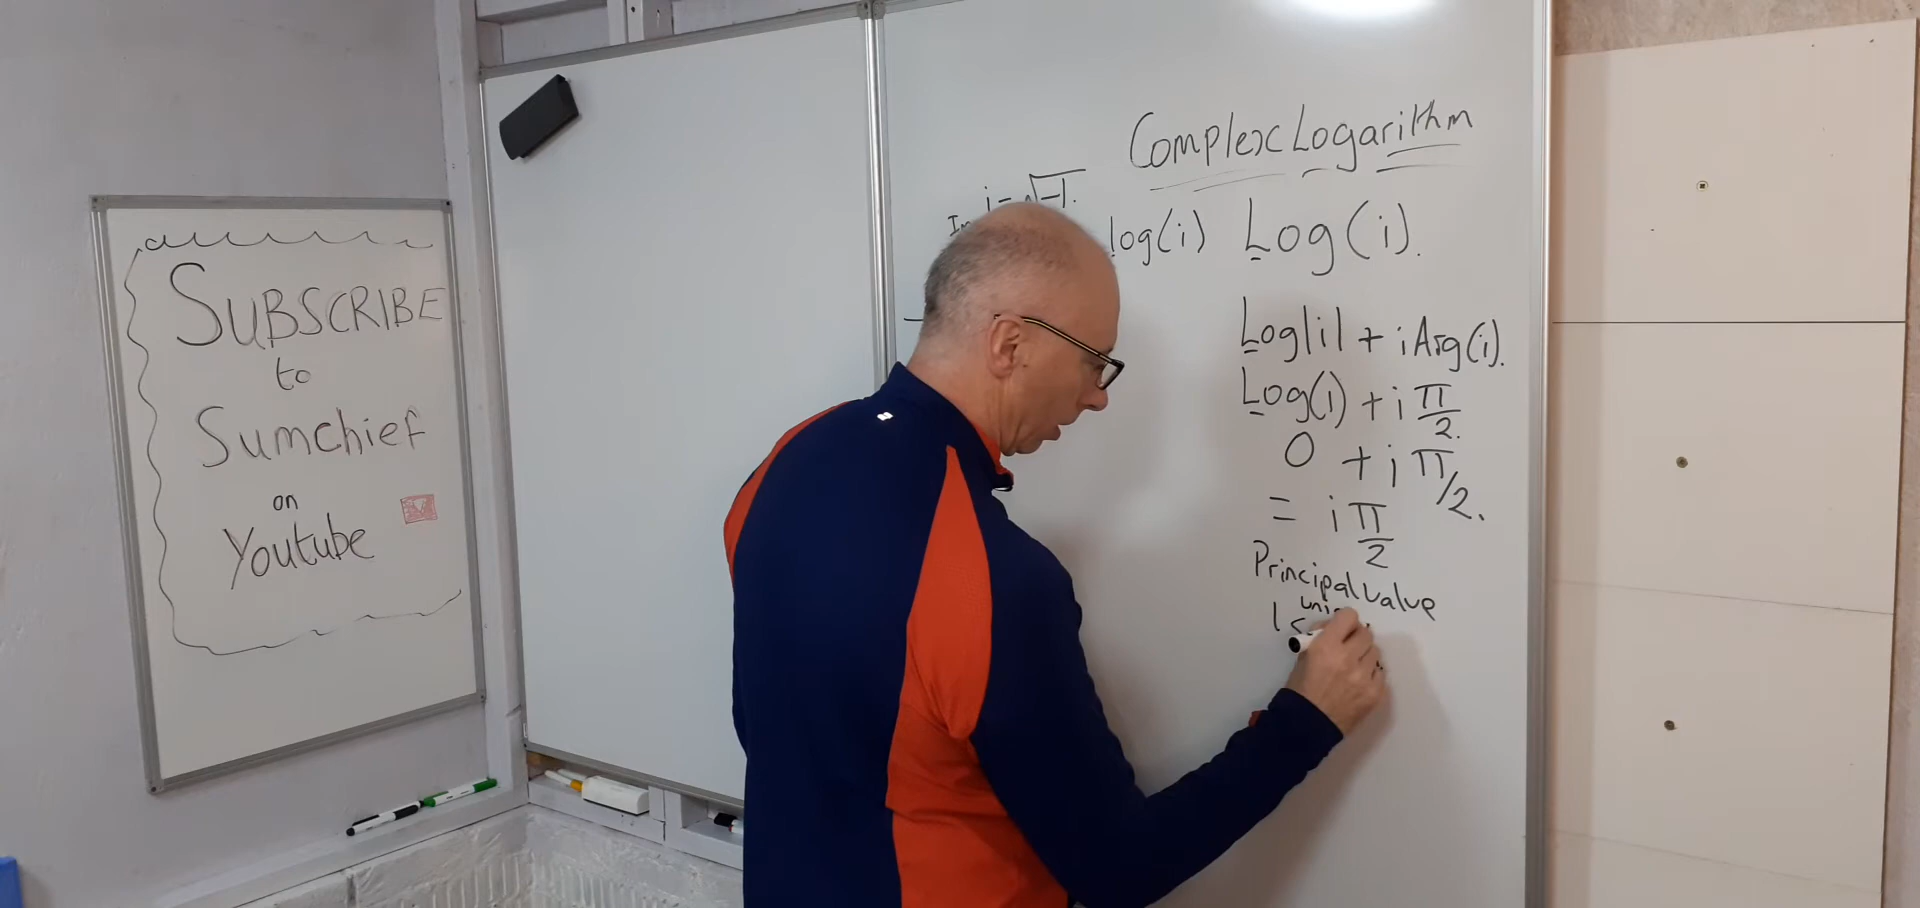 SUBSCRIBE
to
Sumchief
on
Youtube
Complex Logarithm
i = √-1.
log(i) Log(i).
Log|i| + iArg(i).
Log(1) + i π/2.
0 + i π/2.
= i π/2
Principal value